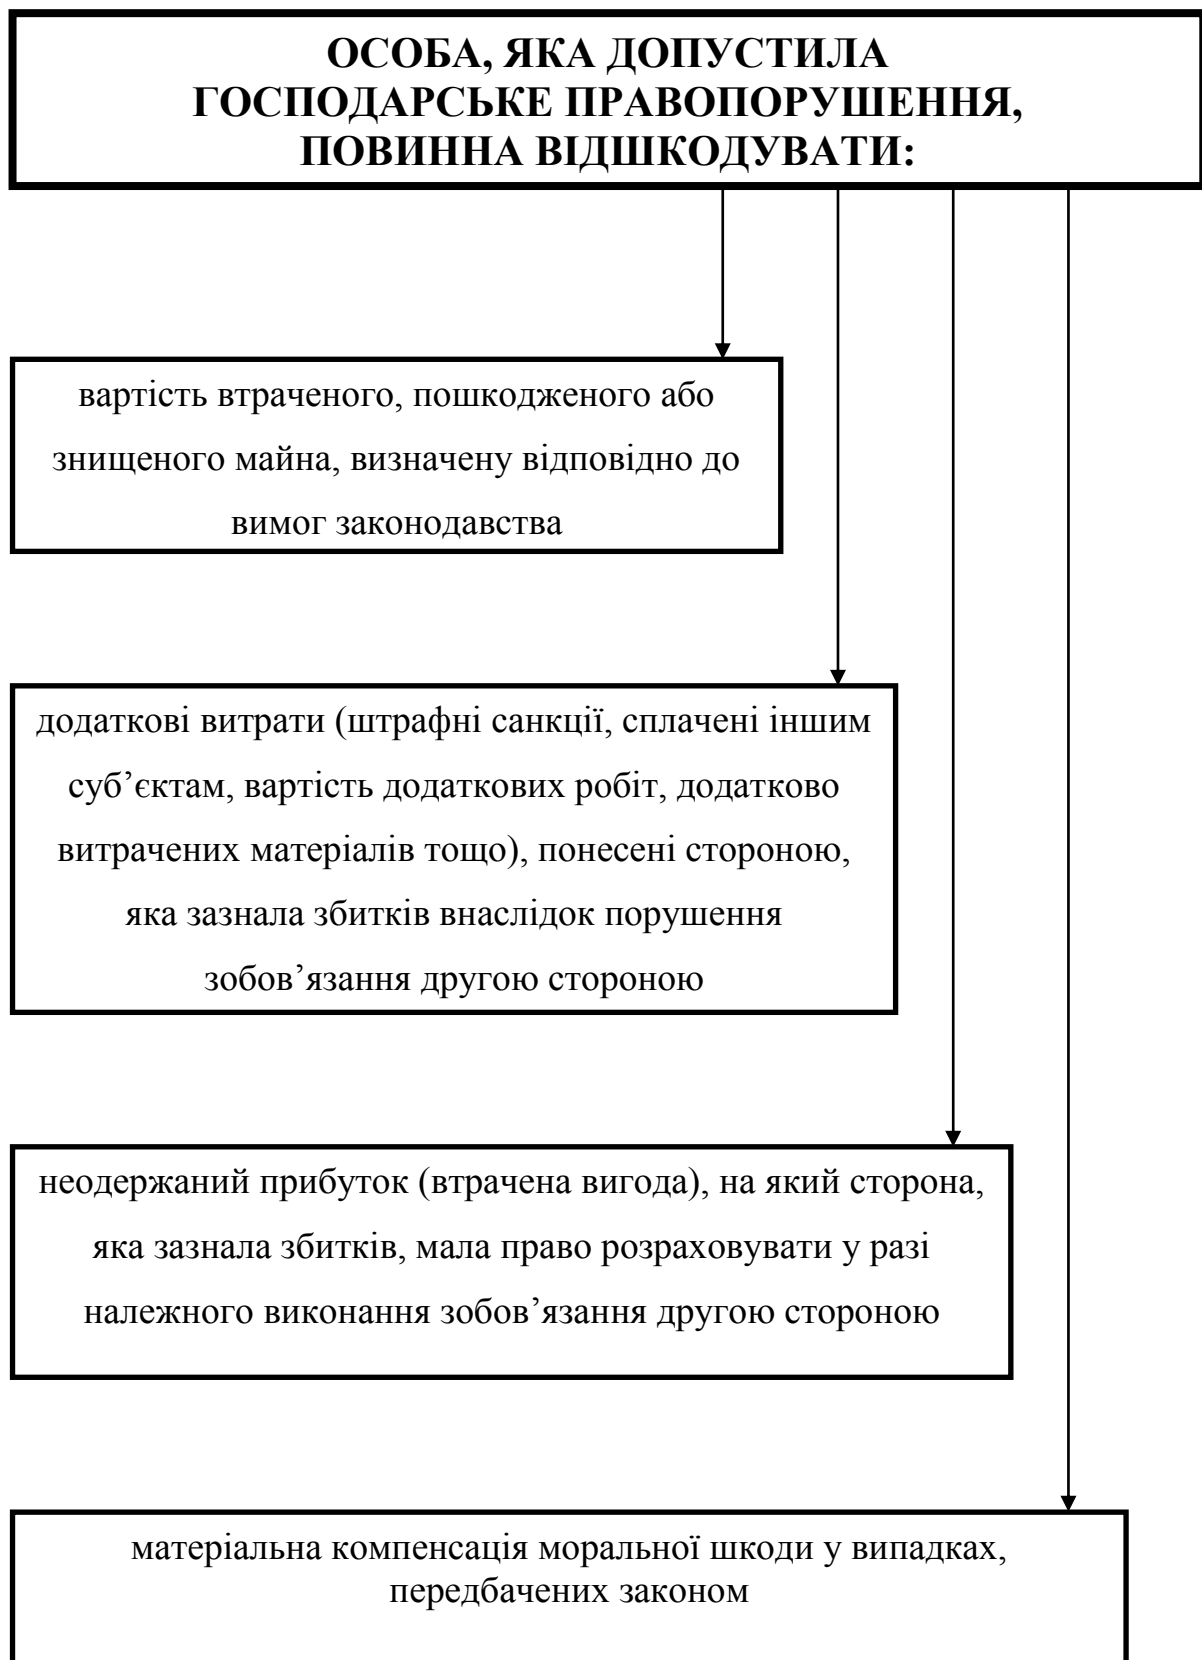 ОСОБА, ЯКА ДОПУСТИЛА
ГОСПОДАРСЬКЕ ПРАВОПОРУШЕННЯ,
ПОВИННА ВІДШКОДУВАТИ:
вартість втраченого, пошкодженого або
знищеного майна, визначену відповідно до
вимог законодавства
додаткові витрати (штрафні санкції, сплачені іншим
суб’єктам, вартість додаткових робіт, додатково
витрачених матеріалів тощо), понесені стороною,
яка зазнала збитків внаслідок порушення
зобов’язання другою стороною
неодержаний прибуток (втрачена вигода), на який сторона,
яка зазнала збитків, мала право розраховувати у разі
належного виконання зобов’язання другою стороною
матеріальна компенсація моральної шкоди у випадках,
передбачених законом